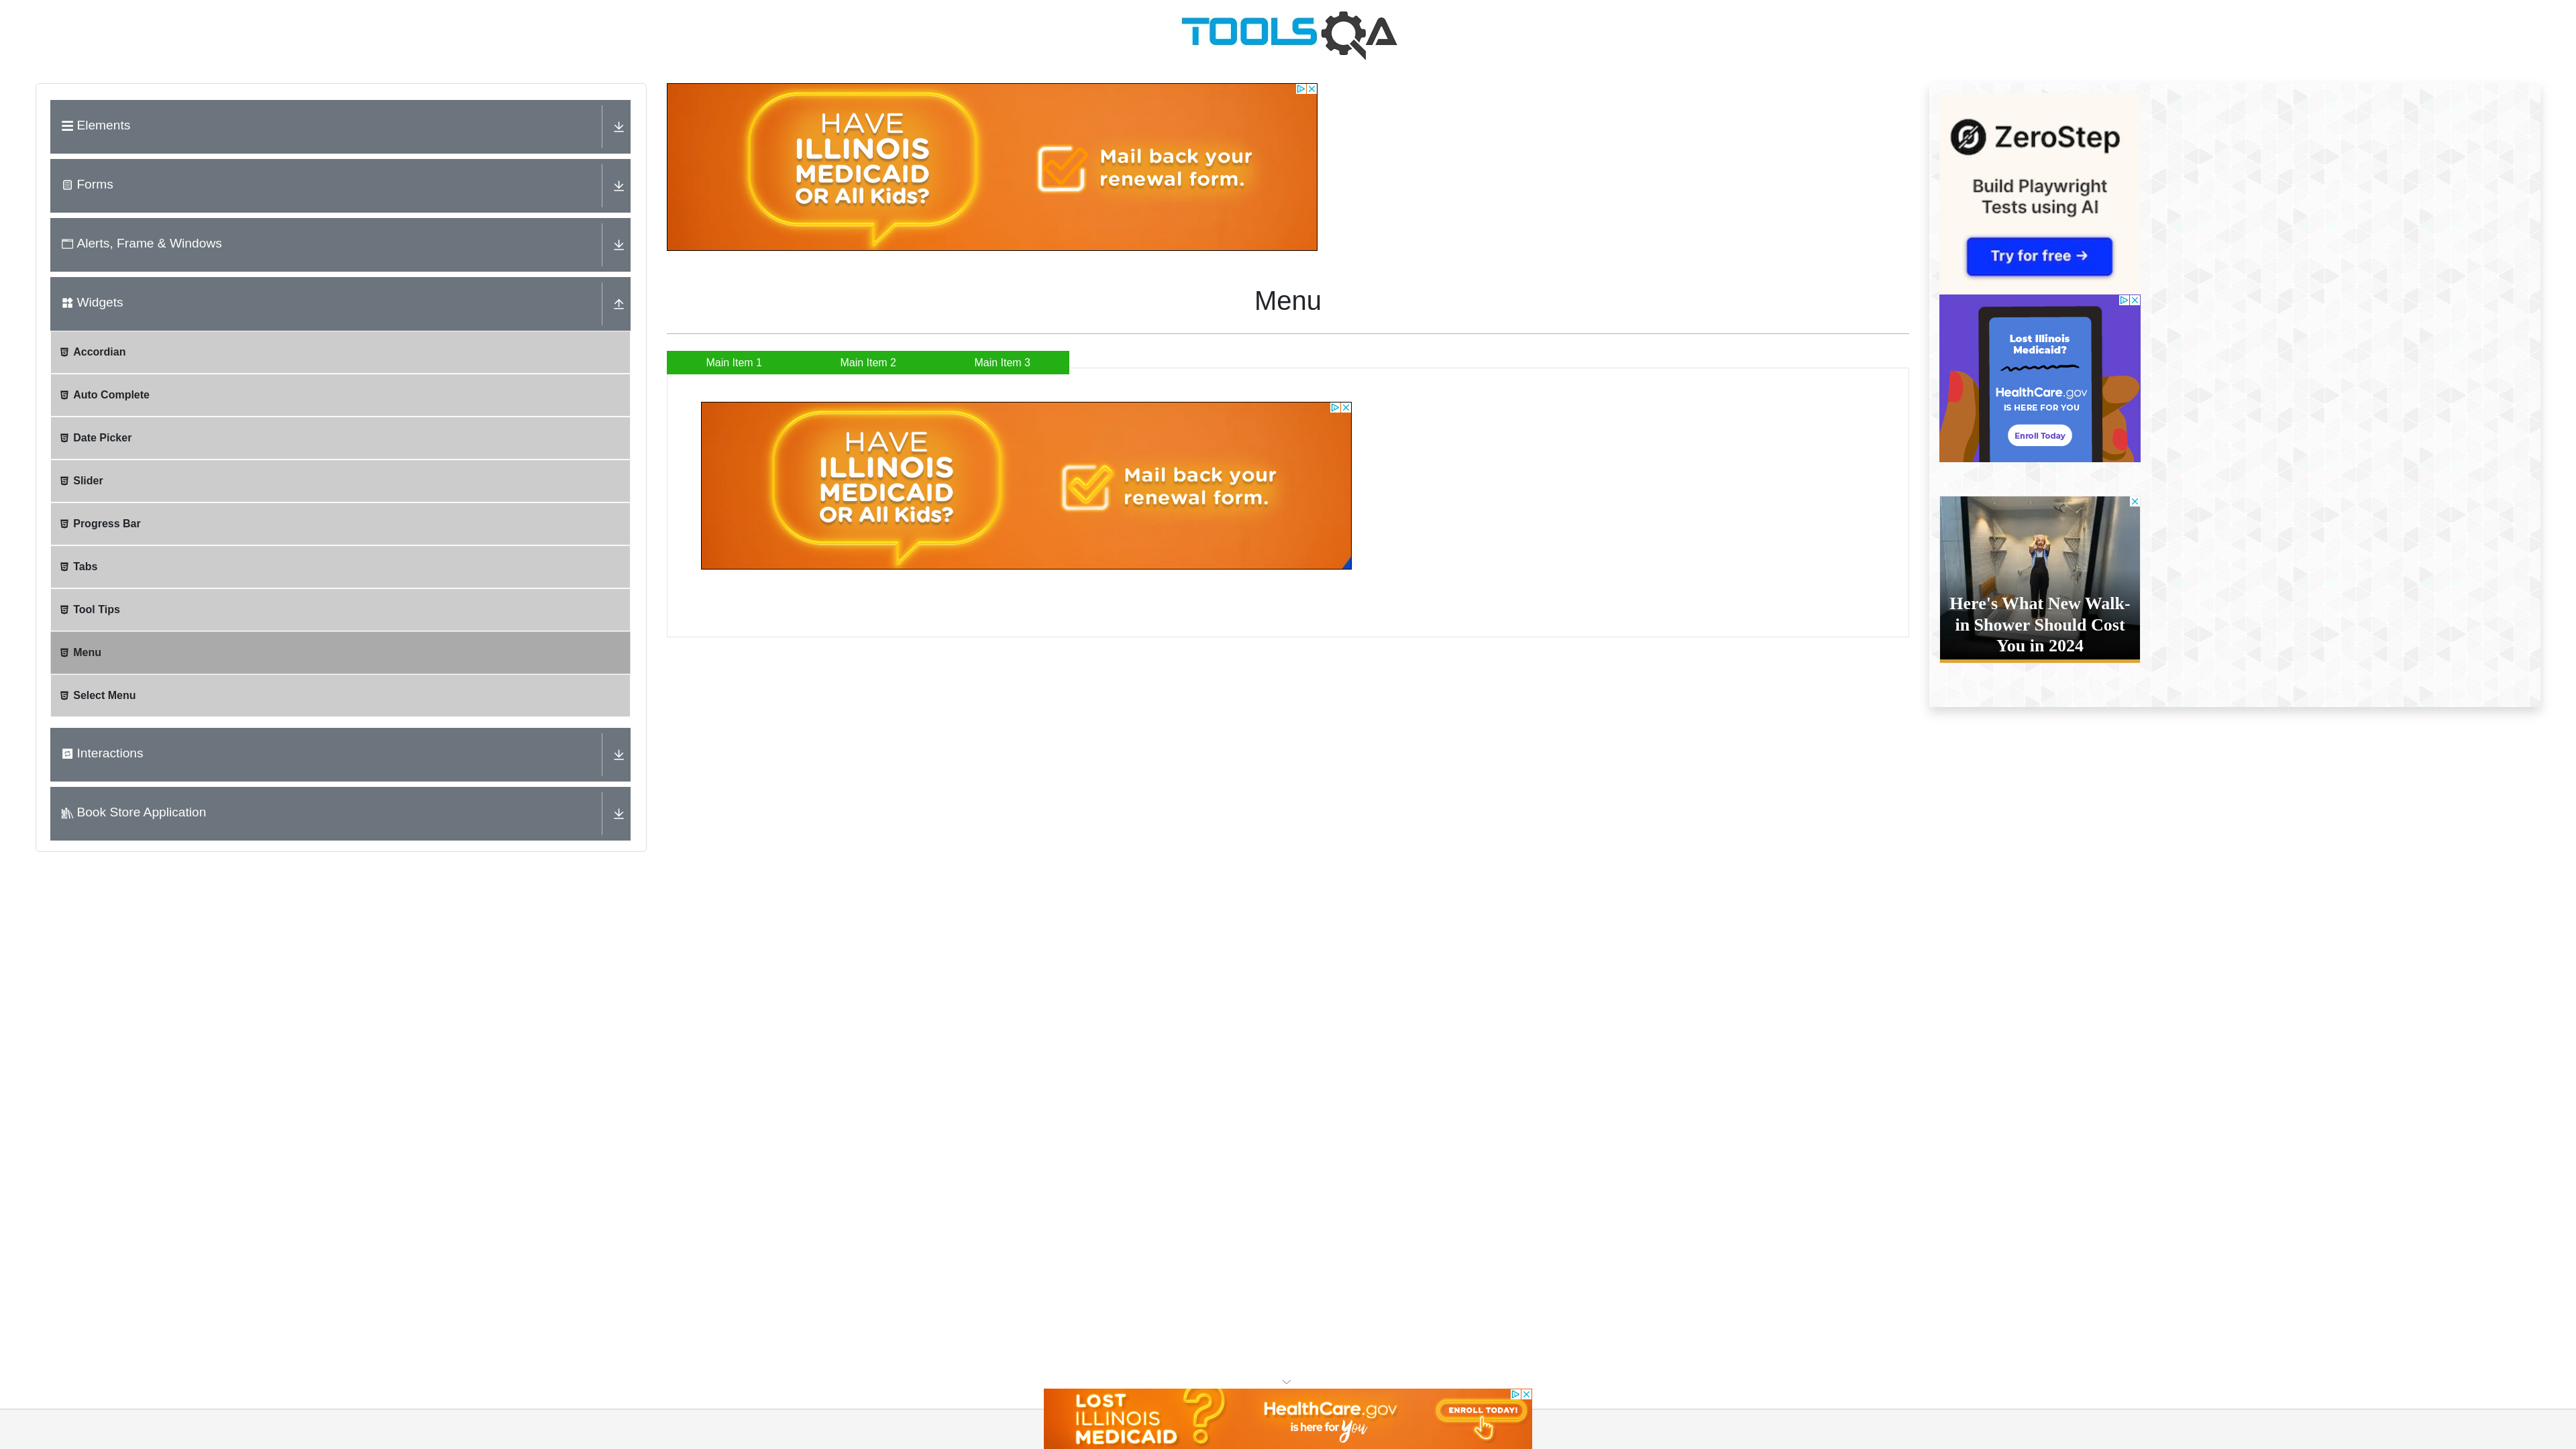 TOOLSQA
Elements
Forms
Alerts, Frame & Windows
Widgets
Accordian
Auto Complete
Date Picker
Slider
Progress Bar
Tabs
Tool Tips
Menu
Select Menu
Interactions
Book Store Application
HAVE
ILLINOIS
MEDICAID
OR All Kids?
Mail back your
renewal form.
Menu
Main Item 1
Main Item 2
Main Item 3
HAVE
ILLINOIS
MEDICAID
OR All Kids?
Mail back your
renewal form.
ZeroStep
Build Playwright
Tests using AI
Try for free →
Lost Illinois
Medicaid?
HealthCare.gov
IS HERE FOR YOU
Enroll Today
Here's What New Walk-
in Shower Should Cost
You in 2024
LOST
ILLINOIS
MEDICAID
?
HealthCare.gov
is here for you
ENROLL TODAY!